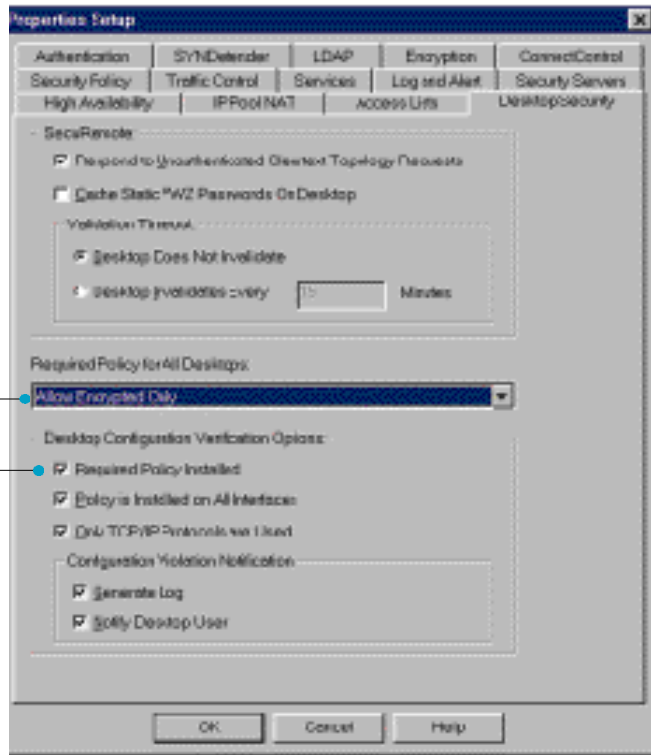 Properties Setup
Authentication SYNDefender LDAP Encryption ConnectControl
Security Policy Traffic Control Services Log and Alert Security Servers
High Availability IP Pool NAT Access Lists Desktop Security
SecuRemote
Respond to Unauthenticated Cleartext Topology Requests
Cache Static Passwords On Desktop
Validation Timeout
Desktop Does Not Invalidate
Desktop Invalidates Every 15 Minutes
Required Policy for All Desktops:
Allow Encrypted Only
Desktop Configuration Verification Options:
Required Policy Installed
Policy is Installed on All Interfaces
Only TCP/IP Protocols are Used
Configuration Violation Notification
Generate Log
Notify Desktop User
OK Cancel Help